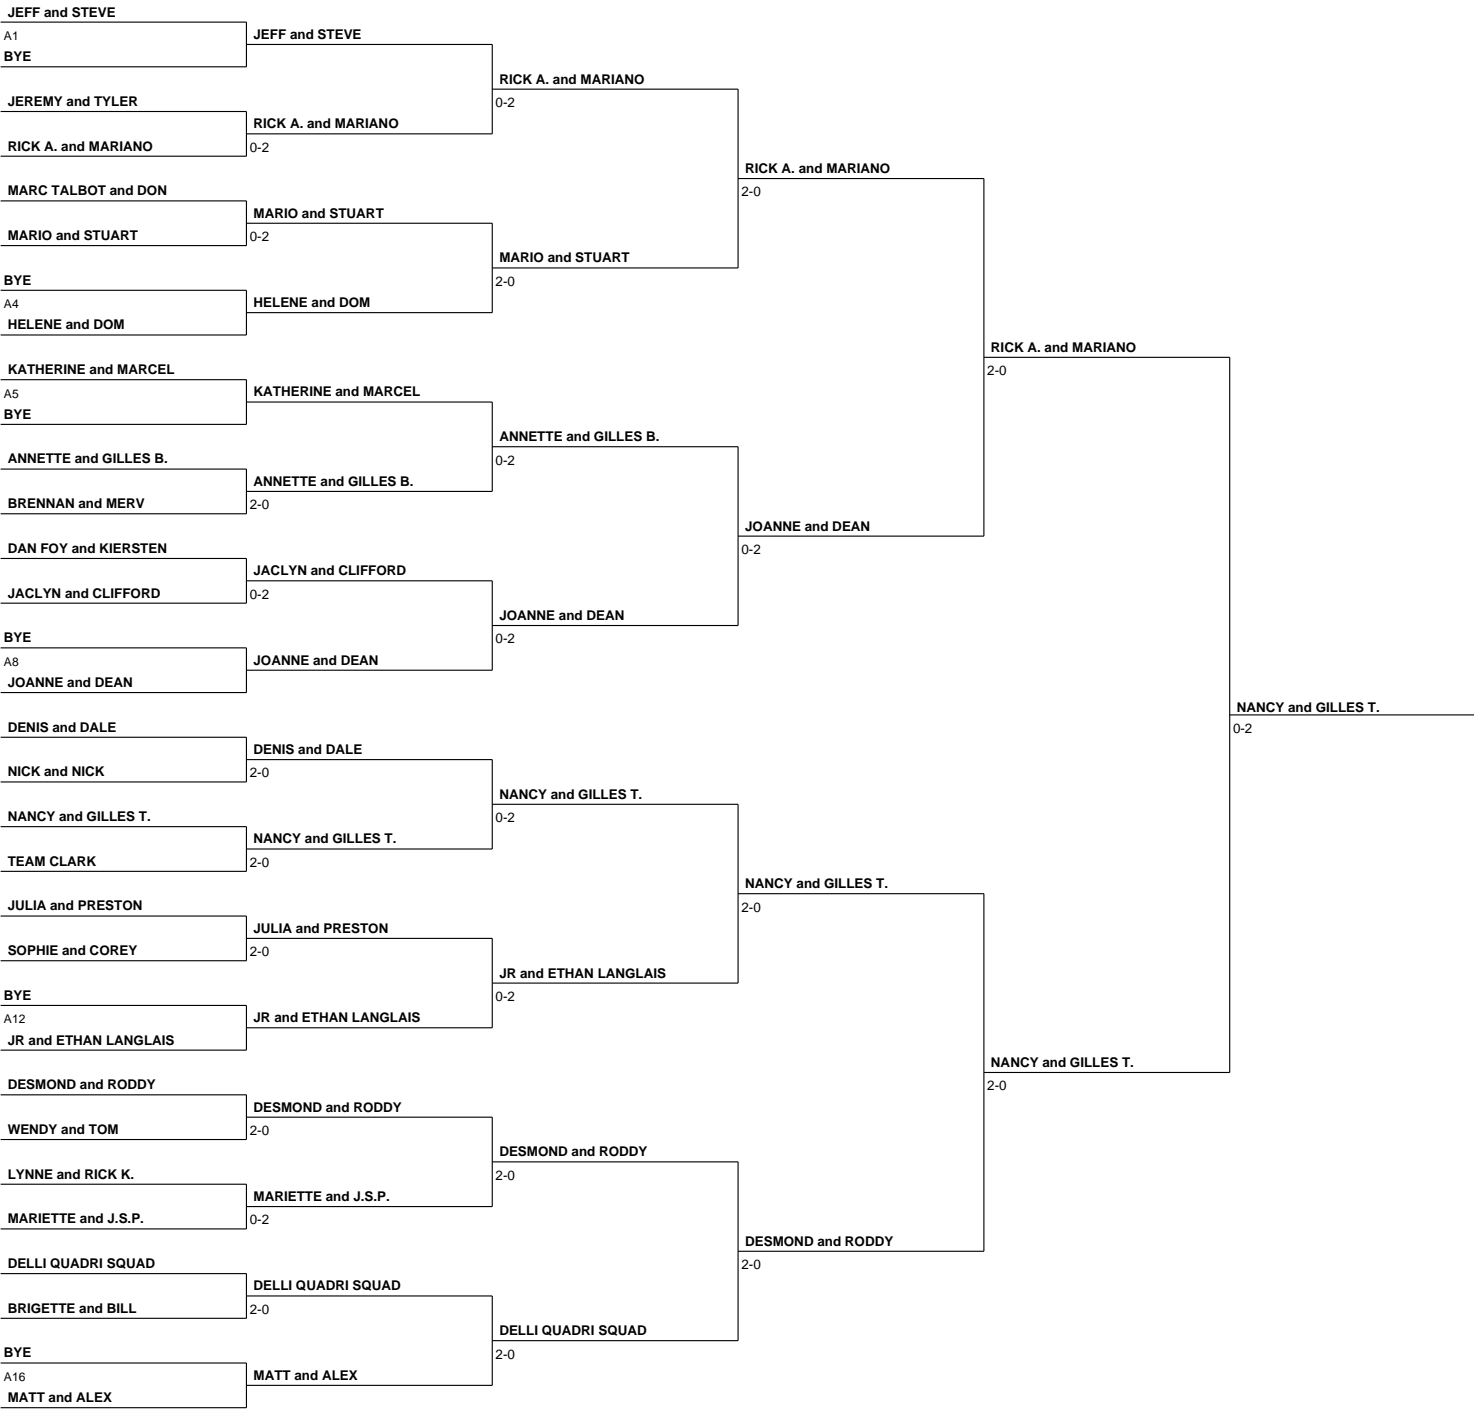 JEFF and STEVE
A1
BYE
JEREMY and TYLER
RICK A. and MARIANO
MARC TALBOT and DON
MARIO and STUART
BYE
A4
HELENE and DOM
KATHERINE and MARCEL
A5
BYE
ANNETTE and GILLES B.
BRENNAN and MERV
DAN FOY and KIERSTEN
JACLYN and CLIFFORD
BYE
A8
JOANNE and DEAN
DENIS and DALE
NICK and NICK
NANCY and GILLES T.
TEAM CLARK
JULIA and PRESTON
SOPHIE and COREY
BYE
A12
JR and ETHAN LANGLAIS
DESMOND and RODDY
WENDY and TOM
LYNNE and RICK K.
MARIETTE and J.S.P.
DELLI QUADRI SQUAD
BRIGETTE and BILL
BYE
A16
MATT and ALEX
JEFF and STEVE
RICK A. and MARIANO
0-2
MARIO and STUART
0-2
HELENE and DOM
KATHERINE and MARCEL
ANNETTE and GILLES B.
2-0
JACLYN and CLIFFORD
0-2
JOANNE and DEAN
DENIS and DALE
2-0
NANCY and GILLES T.
2-0
JULIA and PRESTON
2-0
JR and ETHAN LANGLAIS
DESMOND and RODDY
2-0
MARIETTE and J.S.P.
0-2
DELLI QUADRI SQUAD
2-0
MATT and ALEX
RICK A. and MARIANO
0-2
MARIO and STUART
2-0
ANNETTE and GILLES B.
0-2
JOANNE and DEAN
0-2
NANCY and GILLES T.
0-2
JR and ETHAN LANGLAIS
0-2
DESMOND and RODDY
2-0
DELLI QUADRI SQUAD
2-0
RICK A. and MARIANO
2-0
JOANNE and DEAN
0-2
NANCY and GILLES T.
2-0
DESMOND and RODDY
2-0
RICK A. and MARIANO
2-0
NANCY and GILLES T.
2-0
NANCY and GILLES T.
0-2